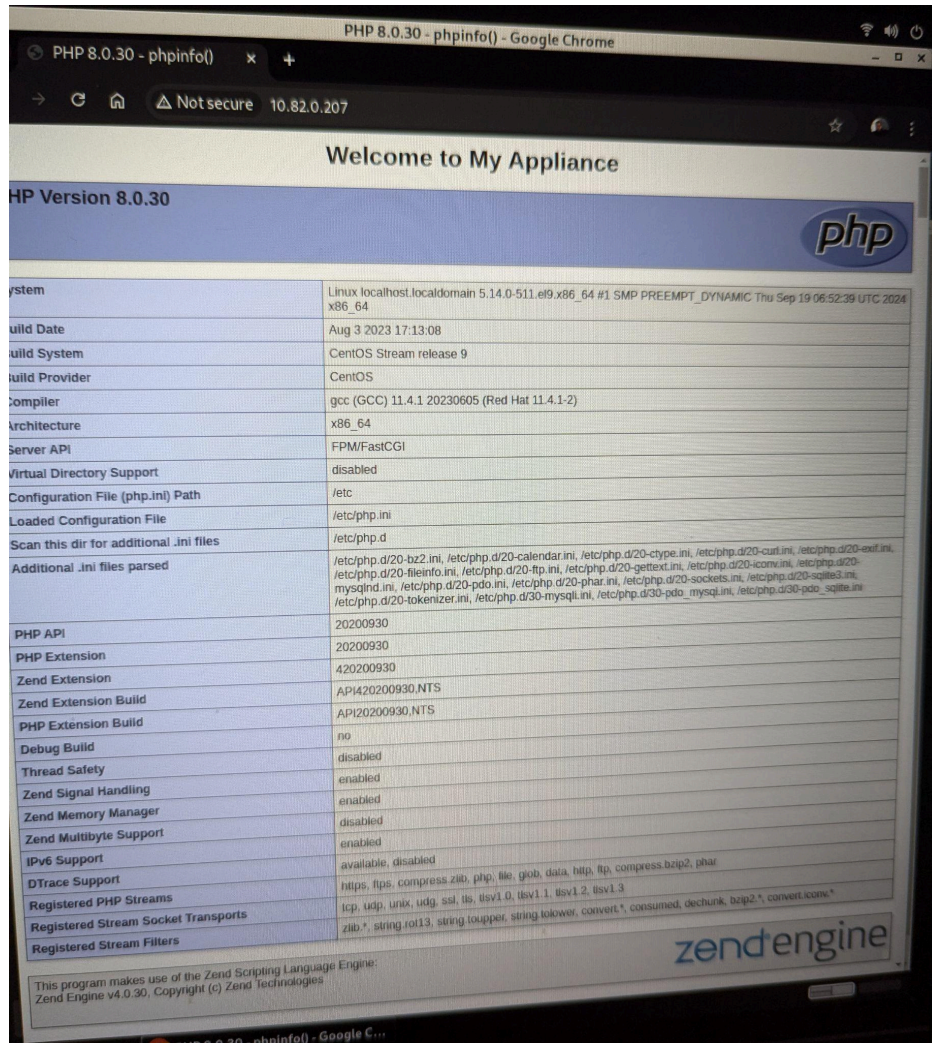 PHP 8.0.30 - phpinfo() - Google Chrome
PHP 8.0.30 - phpinfo()
Not secure 10.82.0.207
Welcome to My Appliance
HP Version 8.0.30
php
ystem Linux localhost.localdomain 5.14.0-511.el9.x86_64 #1 SMP PREEMPT_DYNAMIC Thu Sep 19 06:52:39 UTC 2024
x86_64
uild Date Aug 3 2023 17:13:08
uild System CentOS Stream release 9
uild Provider CentOS
ompiler gcc (GCC) 11.4.1 20230605 (Red Hat 11.4.1-2)
Architecture x86_64
Server API FPM/FastCGI
Virtual Directory Support disabled
Configuration File (php.ini) Path /etc
Loaded Configuration File /etc/php.ini
Scan this dir for additional .ini files /etc/php.d
Additional .ini files parsed /etc/php.d/20-bz2.ini, /etc/php.d/20-calendar.ini, /etc/php.d/20-ctype.ini, /etc/php.d/20-curl.ini, /etc/php.d/20-exif.ini,
/etc/php.d/20-fileinfo.ini, /etc/php.d/20-ftp.ini, /etc/php.d/20-gettext.ini, /etc/php.d/20-iconv.ini, /etc/php.d/20-
mysqlnd.ini, /etc/php.d/20-pdo.ini, /etc/php.d/20-phar.ini, /etc/php.d/20-sockets.ini, /etc/php.d/20-sqlite3.ini,
/etc/php.d/20-tokenizer.ini, /etc/php.d/30-mysqli.ini, /etc/php.d/30-pdo_mysql.ini, /etc/php.d/30-pdo_sqlite.ini
PHP API 20200930
PHP Extension 20200930
Zend Extension 420200930
Zend Extension Build API420200930,NTS
PHP Extension Build API20200930,NTS
Debug Build no
Thread Safety disabled
Zend Signal Handling enabled
Zend Memory Manager enabled
Zend Multibyte Support disabled
IPv6 Support enabled
DTrace Support available, disabled
Registered PHP Streams https, ftps, compress.zlib, php, file, glob, data, http, ftp, compress.bzip2, phar
Registered Stream Socket Transports tcp, udp, unix, udg, ssl, tls, tlsv1.0, tlsv1.1, tlsv1.2, tlsv1.3
Registered Stream Filters zlib.*, string.rot13, string.toupper, string.tolower, convert.*, consumed, dechunk, bzip2.*, convert.iconv.*
This program makes use of the Zend Scripting Language Engine:
Zend Engine v4.0.30, Copyright (c) Zend Technologies
zend engine
phpinfo() - Google C...